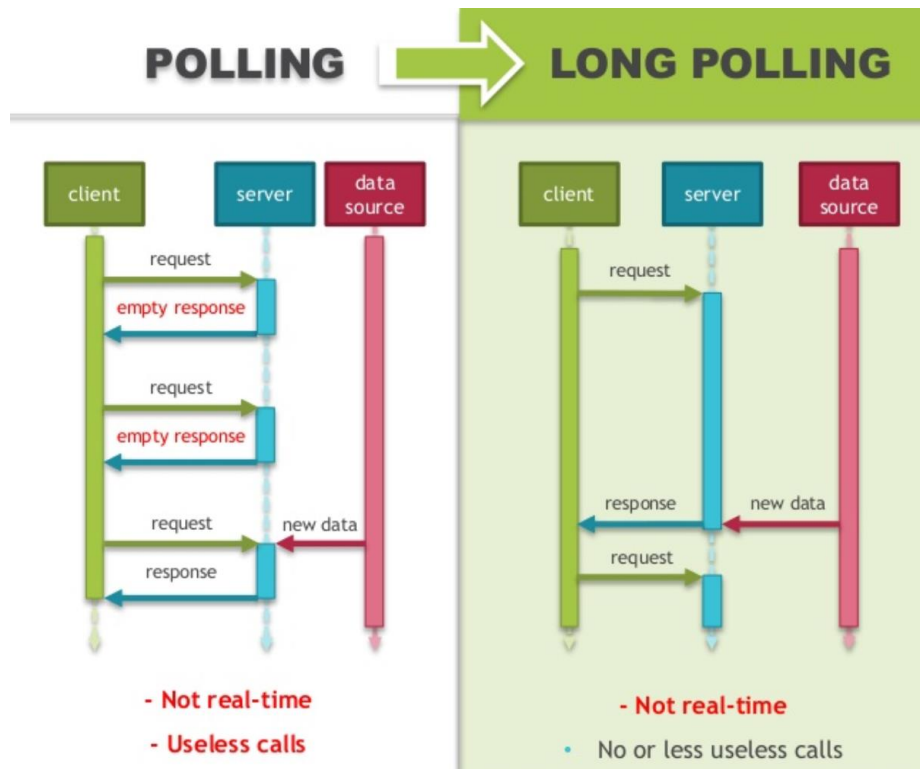 POLLING
LONG POLLING
client
server
data
source
request
empty response
request
empty response
request
new data
response
- Not real-time
- Useless calls
client
server
data
source
request
response
new data
request
- Not real-time
• No or less useless calls